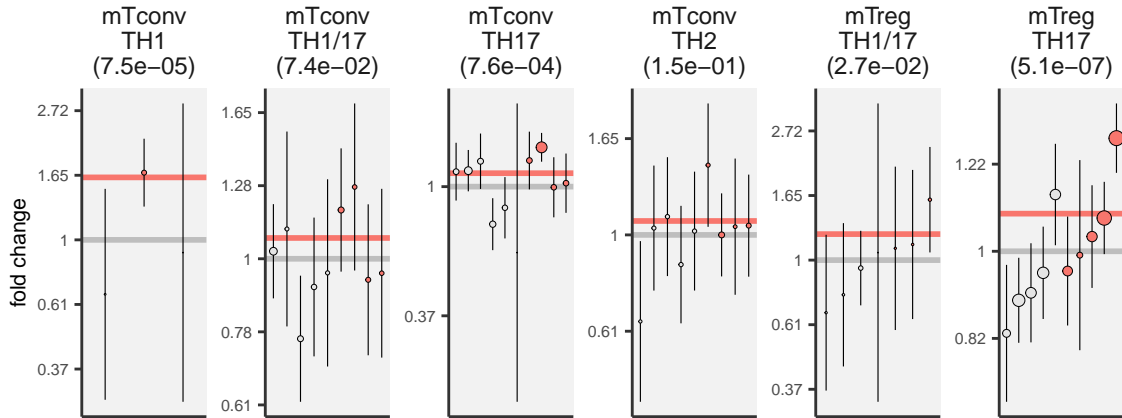 mTconv
TH1
(7.5e−05)
mTconv
TH1/17
(7.4e−02)
mTconv
TH17
(7.6e−04)
mTconv
TH2
(1.5e−01)
mTreg
TH1/17
(2.7e−02)
mTreg
TH17
(5.1e−07)
fold change
2.72
1.65
1
0.61
0.37
1.65
1.28
1
0.78
0.61
1
0.37
1.65
1
0.61
2.72
1.65
1
0.61
0.37
1.22
1
0.82